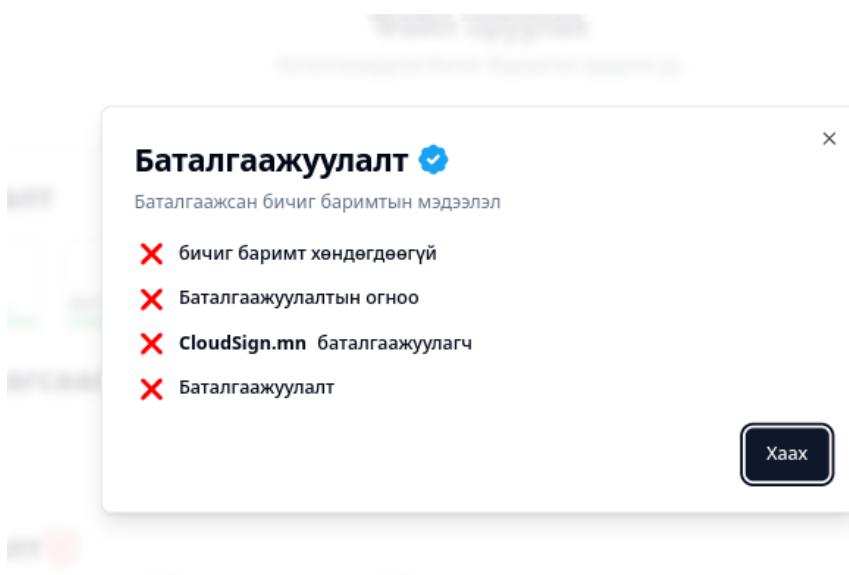 Баталгаажуулалт
Баталгаажсан бичиг баримтын мэдээлэл
бичиг баримт хөндөгдөөгүй
Баталгаажуулалтын огноо
CloudSign.mn баталгаажуулагч
Баталгаажуулалт
Хаах